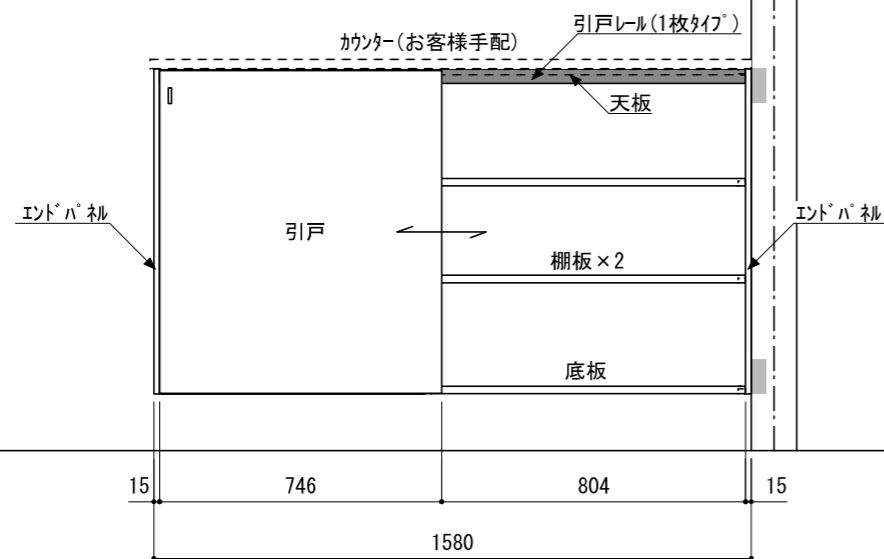 引戸ﾚｰﾙ(1枚ﾀｲﾌﾟ)
ｶｳﾝﾀｰ(お客様手配)
天板
ｴﾝﾄﾞﾊﾟﾈﾙ
ｴﾝﾄﾞﾊﾟﾈﾙ
引戸
棚板×2
底板
15
746
804
15
1580